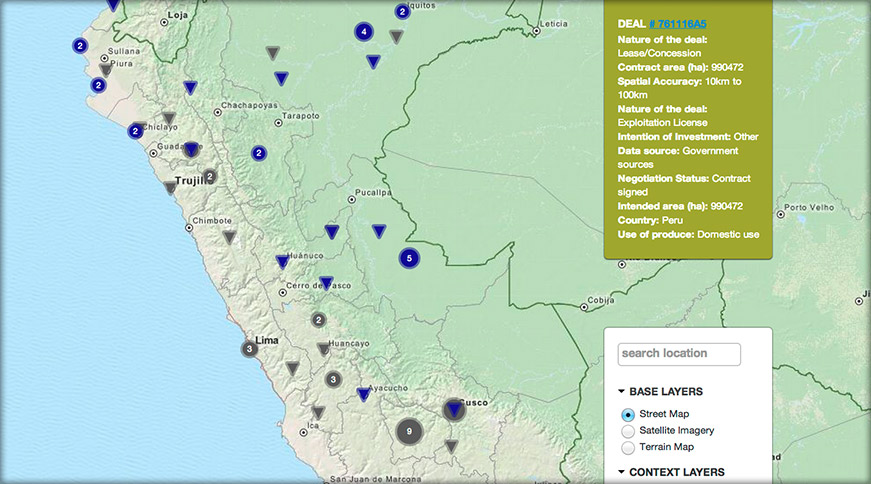 Loja
2
Iquitos
4
Leticia
2
Sullana
Piura
2
Chachapoyas
Tarapoto
2
Chiclayo
2
Trujillo
2
Pucallpa
Chimbote
5
Huánuco
Cerro de Pasco
2
3
Lima
Huancayo
3
Ayacucho
Cusco
9
Ica
San Juan de Marcona
Porto Velho
Cobija
DEAL # 761116A5
Nature of the deal:
Lease/Concession
Contract area (ha): 990472
Spatial Accuracy: 10km to
100km
Nature of the deal:
Exploitation License
Intention of Investment: Other
Data source: Government
sources
Negotiation Status: Contract
signed
Intended area (ha): 990472
Country: Peru
Use of produce: Domestic use
search location
BASE LAYERS
Street Map
Satellite Imagery
Terrain Map
CONTEXT LAYERS